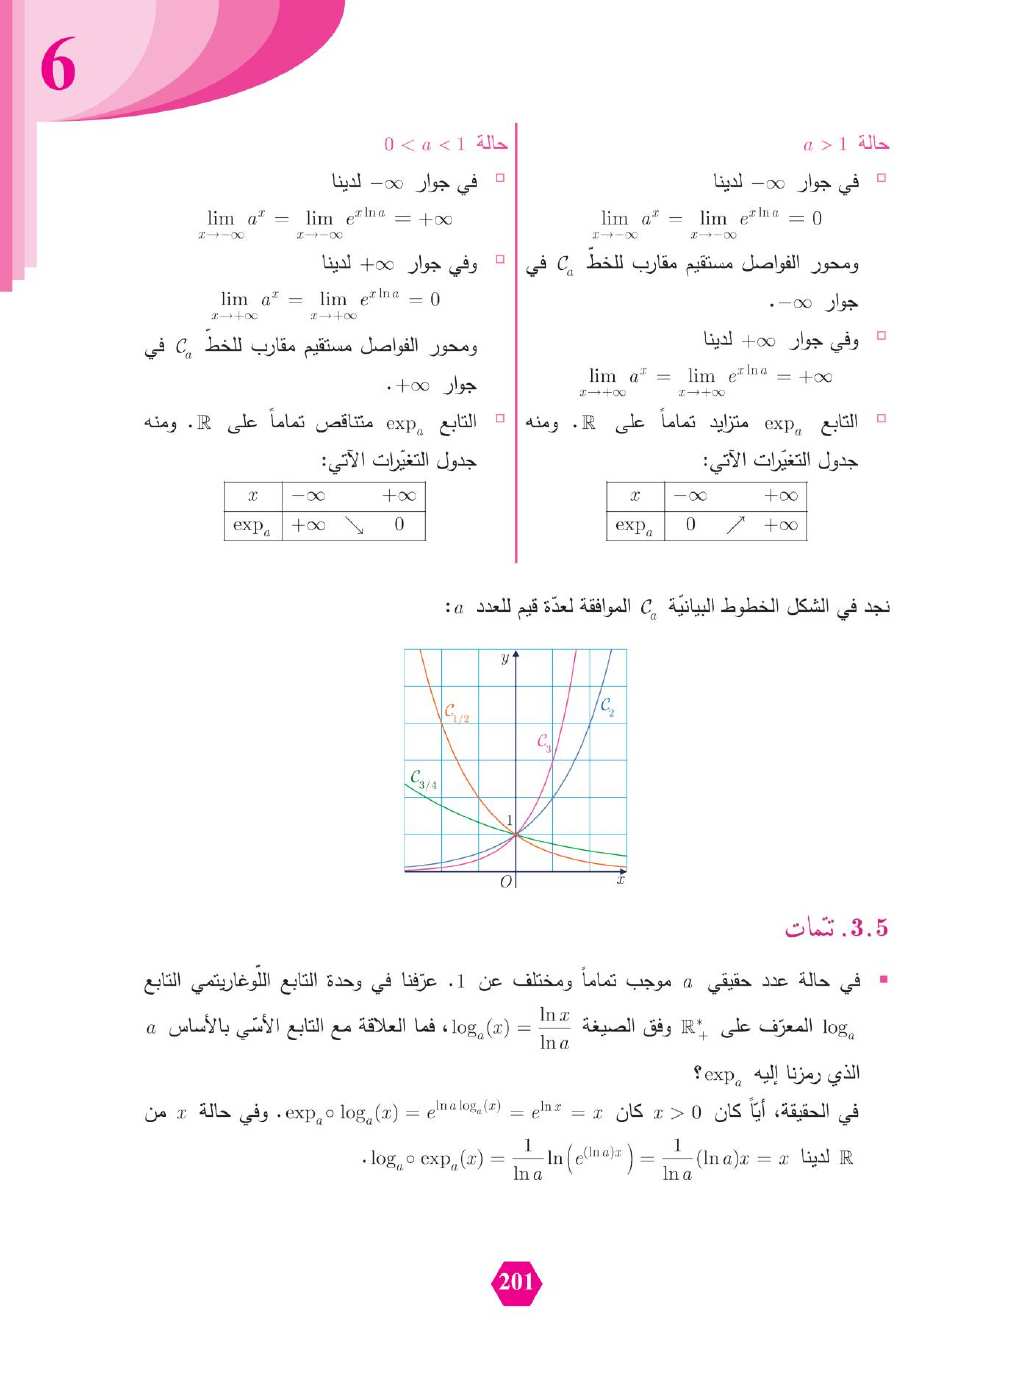 6
حالة a > 1
في جوار −∞ لدينا
lim_{x→−∞} a^x = lim_{x→−∞} e^{x ln a} = 0
ومحور الفواصل مستقيم مقارب للخطّ C_a في
جوار −∞.
وفي جوار +∞ لدينا
lim_{x→+∞} a^x = lim_{x→+∞} e^{x ln a} = +∞
التابع exp_a متزايد تماماً على ℝ. ومنه
جدول التغيّرات الآتي:
x −∞ +∞
exp_a 0 ↗ +∞
حالة 0 < a < 1
في جوار −∞ لدينا
lim_{x→−∞} a^x = lim_{x→−∞} e^{x ln a} = +∞
وفي جوار +∞ لدينا
lim_{x→+∞} a^x = lim_{x→+∞} e^{x ln a} = 0
ومحور الفواصل مستقيم مقارب للخطّ C_a في
جوار +∞.
التابع exp_a متناقص تماماً على ℝ. ومنه
جدول التغيّرات الآتي:
x −∞ +∞
exp_a +∞ ↘ 0
نجد في الشكل الخطوط البيانيّة C_a الموافقة لعدّة قيم للعدد a:
y
C_{1/2}
C_2
C_3
C_{3/4}
1
O
x
3.5. تتمات
في حالة عدد حقيقي a موجب تماماً ومختلف عن 1. عرّفنا في وحدة التابع اللّوغاريتمي التابع
log_a المعرّف على ℝ*₊ وفق الصيغة log_a(x) = ln x / ln a، فما العلاقة مع التابع الأسّي بالأساس a
الذي رمزنا إليه exp_a؟
في الحقيقة، أيّاً كان x > 0 كان exp_a ∘ log_a(x) = e^{ln a log_a(x)} = e^{ln x} = x. وفي حالة x من
ℝ لدينا log_a ∘ exp_a(x) = 1/ln a ln(e^{(ln a)x}) = 1/ln a (ln a)x = x.
201